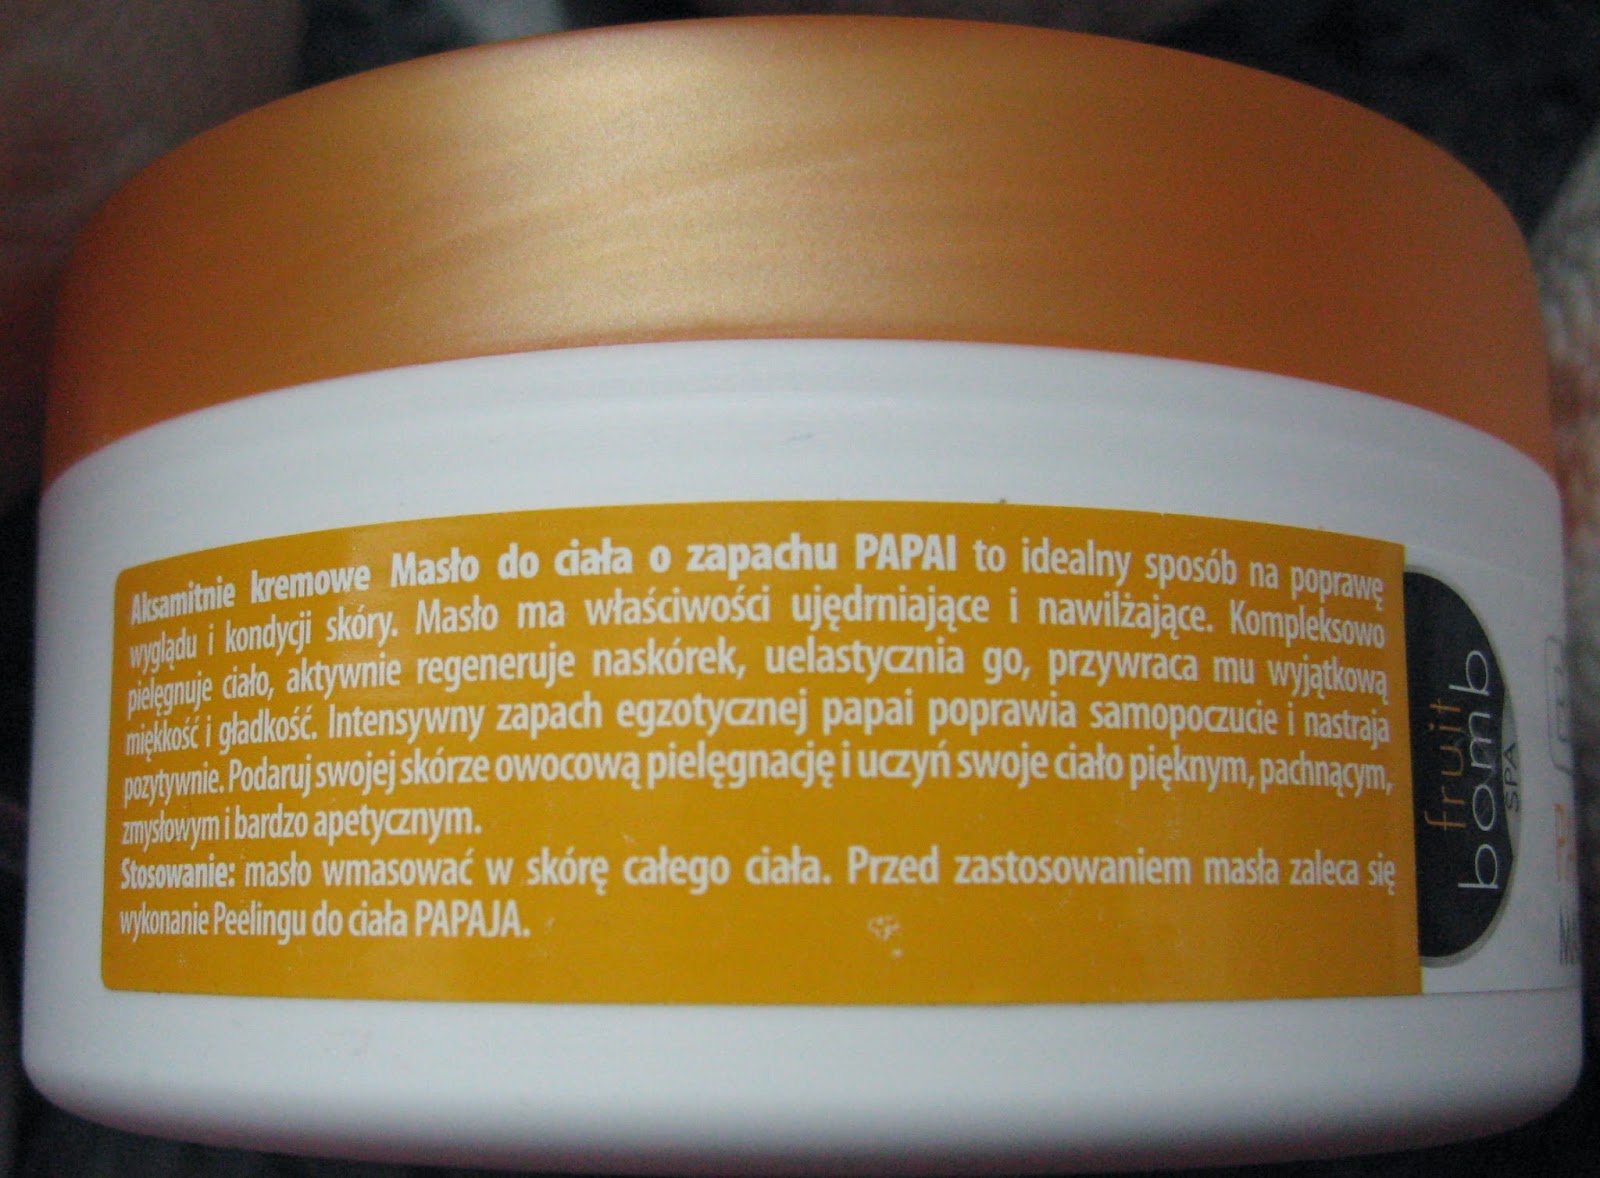 Aksamitnie kremowe Masło do ciała o zapachu PAPAI to idealny sposób na poprawę
wyglądu i kondycji skóry. Masło ma właściwości ujędrniające i nawilżające. Kompleksowo
pielęgnuje ciało, aktywnie regeneruje naskórek, uelastycznia go, przywraca mu wyjątkową
miękkość i gładkość. Intensywny zapach egzotycznej papai poprawia samopoczucie i nastraja
pozytywnie. Podaruj swojej skórze owocową pielęgnację i uczyń swoje ciało pięknym, pachnącym,
zmysłowym i bardzo apetycznym.
Stosowanie: masło wmasować w skórę całego ciała. Przed zastosowaniem masła zaleca się
wykonanie Peelingu do ciała PAPAJA.
fruit
bomb
SPA